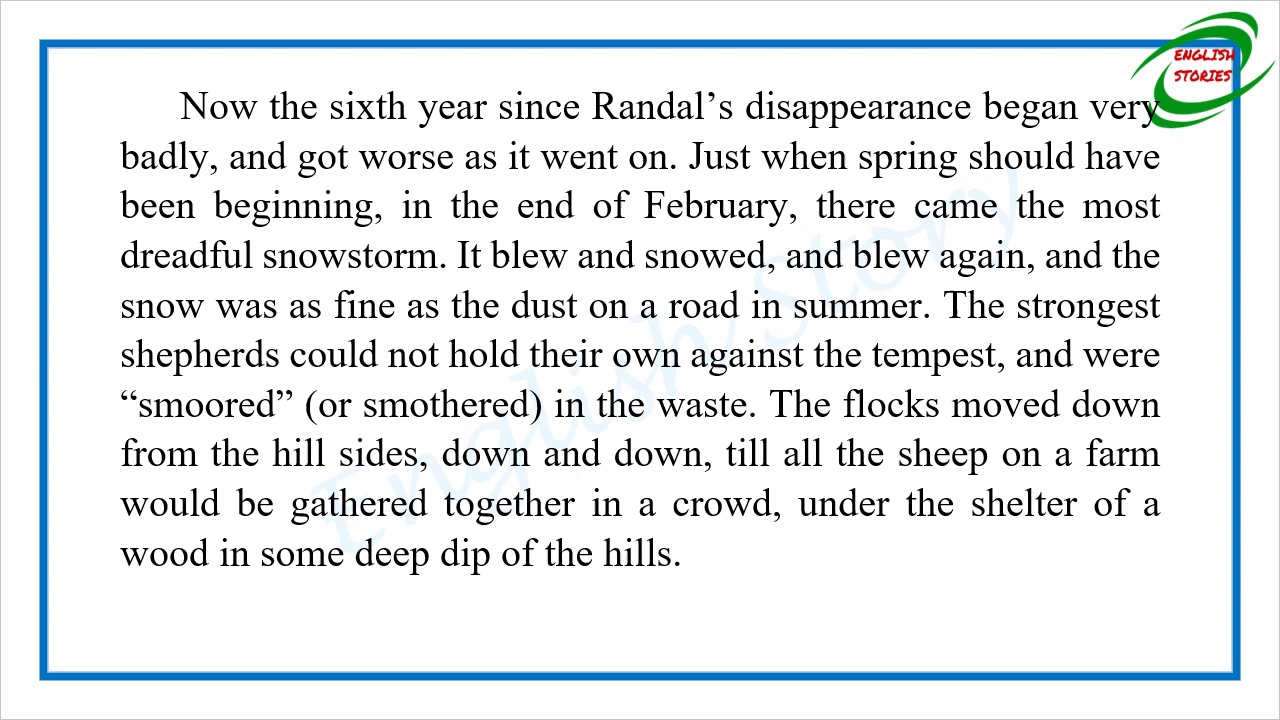 ENGLISH
STORIES
Now the sixth year since Randal’s disappearance began very
badly, and got worse as it went on. Just when spring should have
been beginning, in the end of February, there came the most
dreadful snowstorm. It blew and snowed, and blew again, and the
snow was as fine as the dust on a road in summer. The strongest
shepherds could not hold their own against the tempest, and were
“smoored” (or smothered) in the waste. The flocks moved down
from the hill sides, down and down, till all the sheep on a farm
would be gathered together in a crowd, under the shelter of a
wood in some deep dip of the hills.
English Story